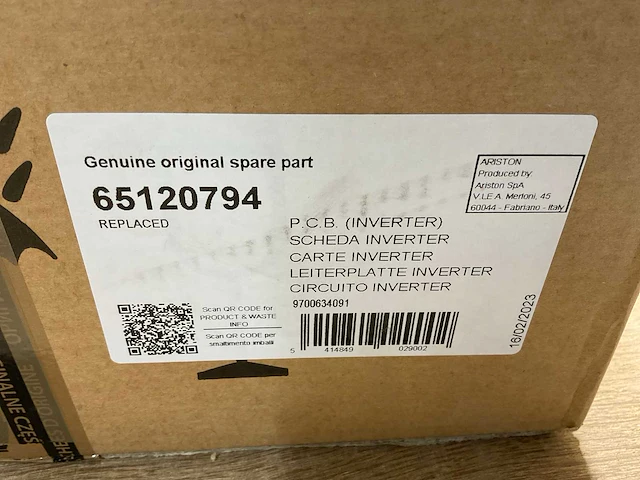 Genuine original spare part
65120794
REPLACED
ARISTON
Produced by
Ariston SpA
V.LE A. Merloni, 45
60044 - Fabriano - Italy
P.C.B. (INVERTER)
SCHEDA INVERTER
CARTE INVERTER
LEITERPLATTE INVERTER
CIRCUITO INVERTER
9700634091
Scan QR CODE for
PRODUCT & WASTE
INFO
Scan QR CODE per
smaltimento imballi
5 414849 029002
16/02/2023